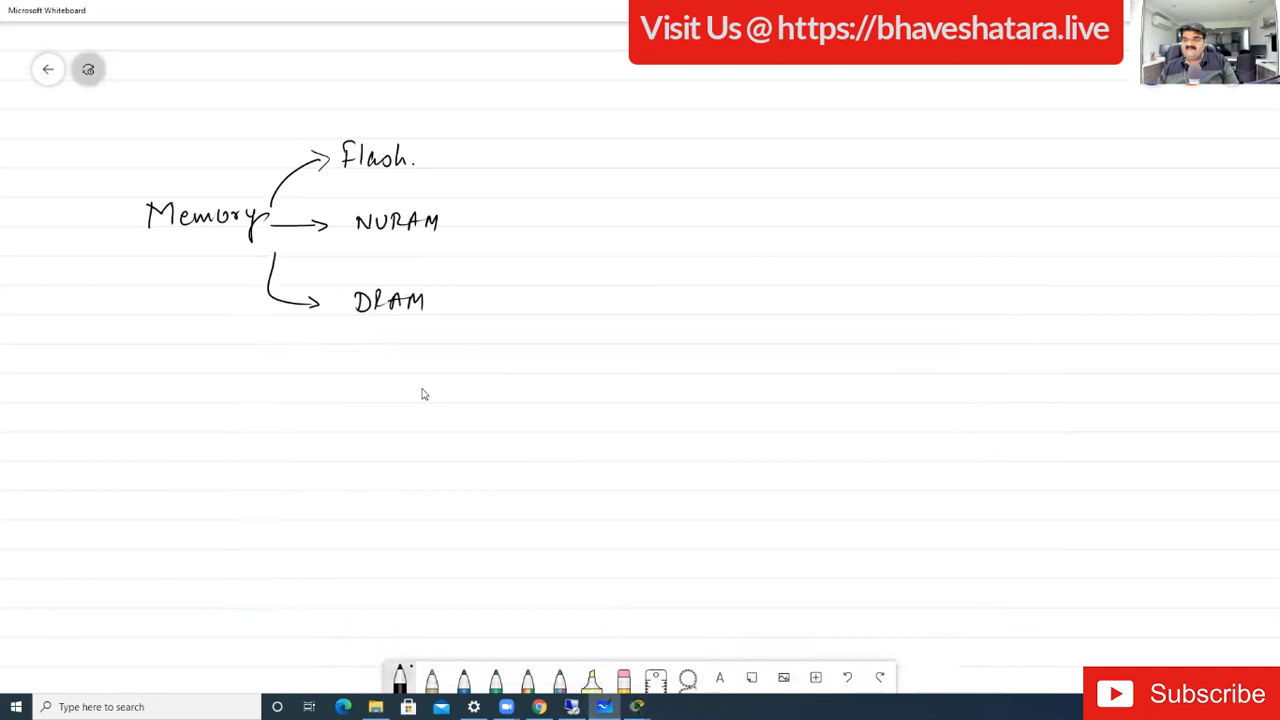 Microsoft Whiteboard
Visit Us @ https://bhaveshatara.live
Flash.
Memory
NVRAM
DRAM
A
Type here to search
Subscribe